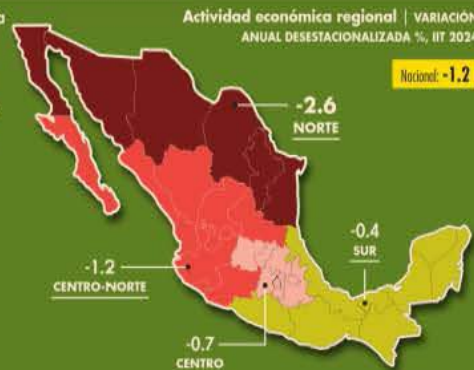 Actividad económica regional | VARIACIÓN
ANUAL DESESTACIONALIZADA %, IIT 2024
Nacional: -1.2
-2.6
NORTE
-0.4
SUR
-1.2
CENTRO-NORTE
-0.7
CENTRO